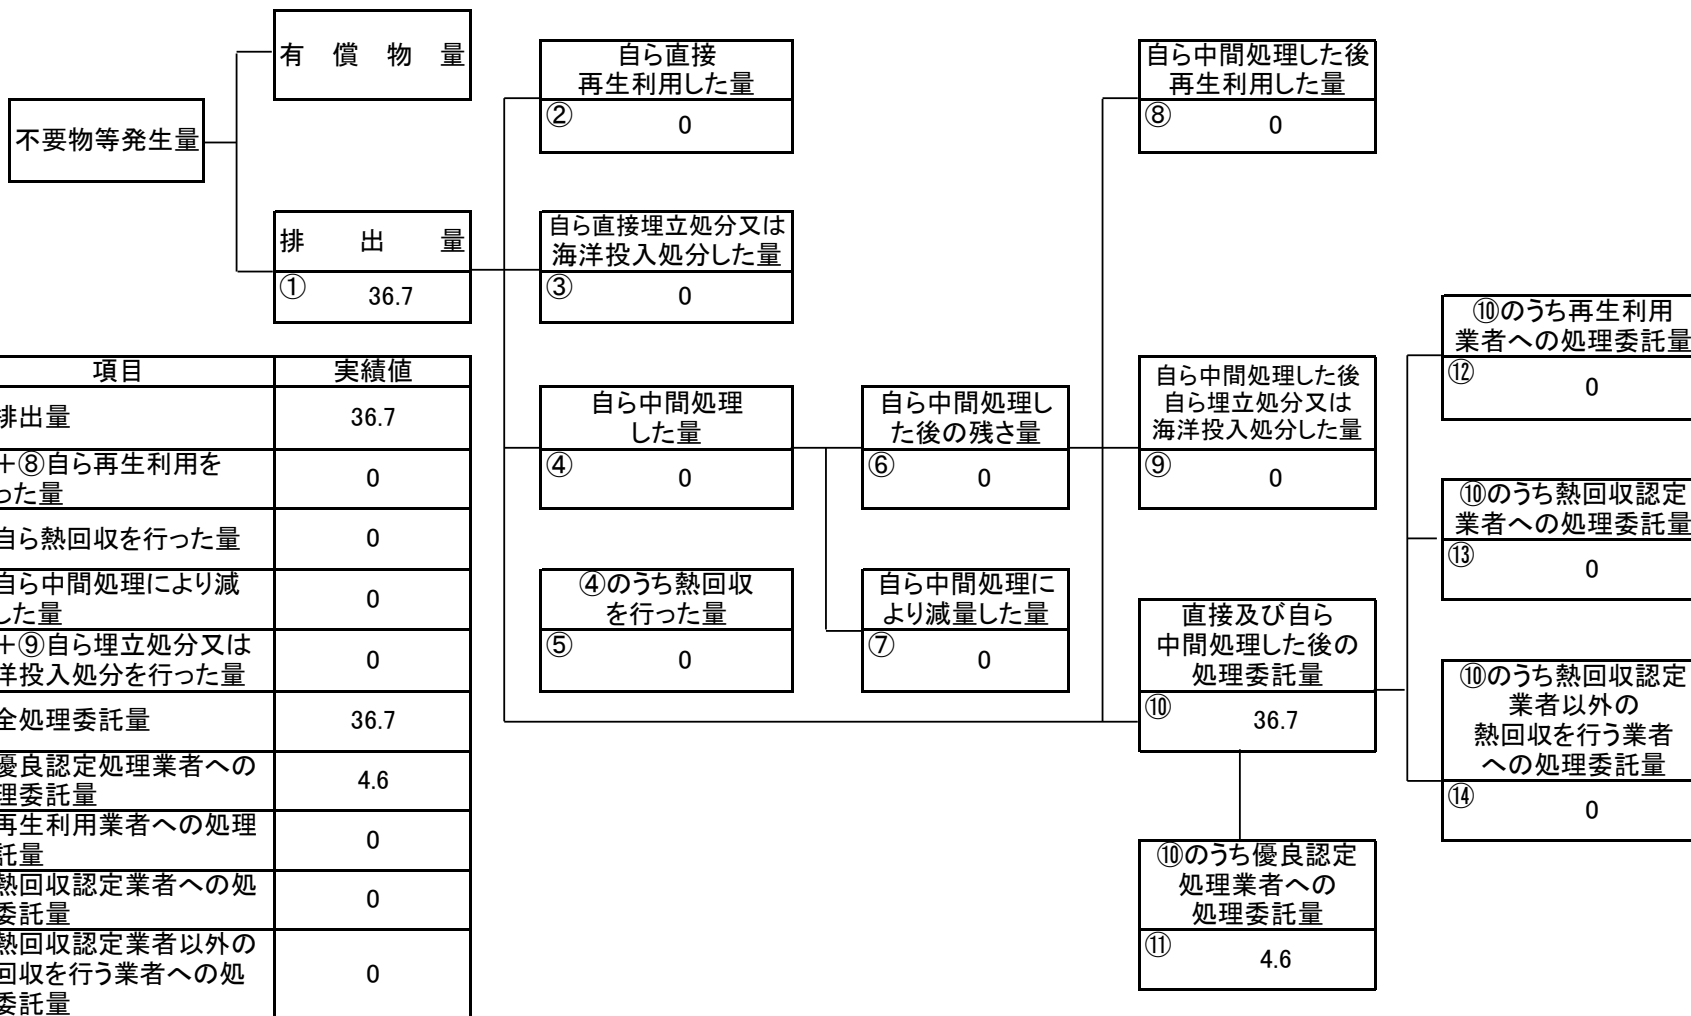 有償物量
不要物等発生量
排出量
① 36.7
自ら直接
再生利用した量
② 0
自ら直接埋立処分又は
海洋投入処分した量
③ 0
自ら中間処理
した量
④ 0
④のうち熱回収
を行った量
⑤ 0
自ら中間処理し
た後の残さ量
⑥ 0
自ら中間処理に
より減量した量
⑦ 0
自ら中間処理した後
再生利用した量
⑧ 0
自ら中間処理した後
自ら埋立処分又は
海洋投入処分した量
⑨ 0
直接及び自ら
中間処理した後の
処理委託量
⑩ 36.7
⑩のうち優良認定
処理業者への
処理委託量
⑪ 4.6
⑩のうち再生利用
業者への処理委託量
⑫ 0
⑩のうち熱回収認定
業者への処理委託量
⑬ 0
⑩のうち熱回収認定
業者以外の
熱回収を行う業者
への処理委託量
⑭ 0
項目 実績値
排出量 36.7
+⑧自ら再生利用を
った量 0
自ら熱回収を行った量 0
自ら中間処理により減
した量 0
+⑨自ら埋立処分又は
洋投入処分を行った量 0
全処理委託量 36.7
優良認定処理業者への
理委託量 4.6
再生利用業者への処理
託量 0
熱回収認定業者への処
委託量 0
熱回収認定業者以外の
回収を行う業者への処
委託量 0